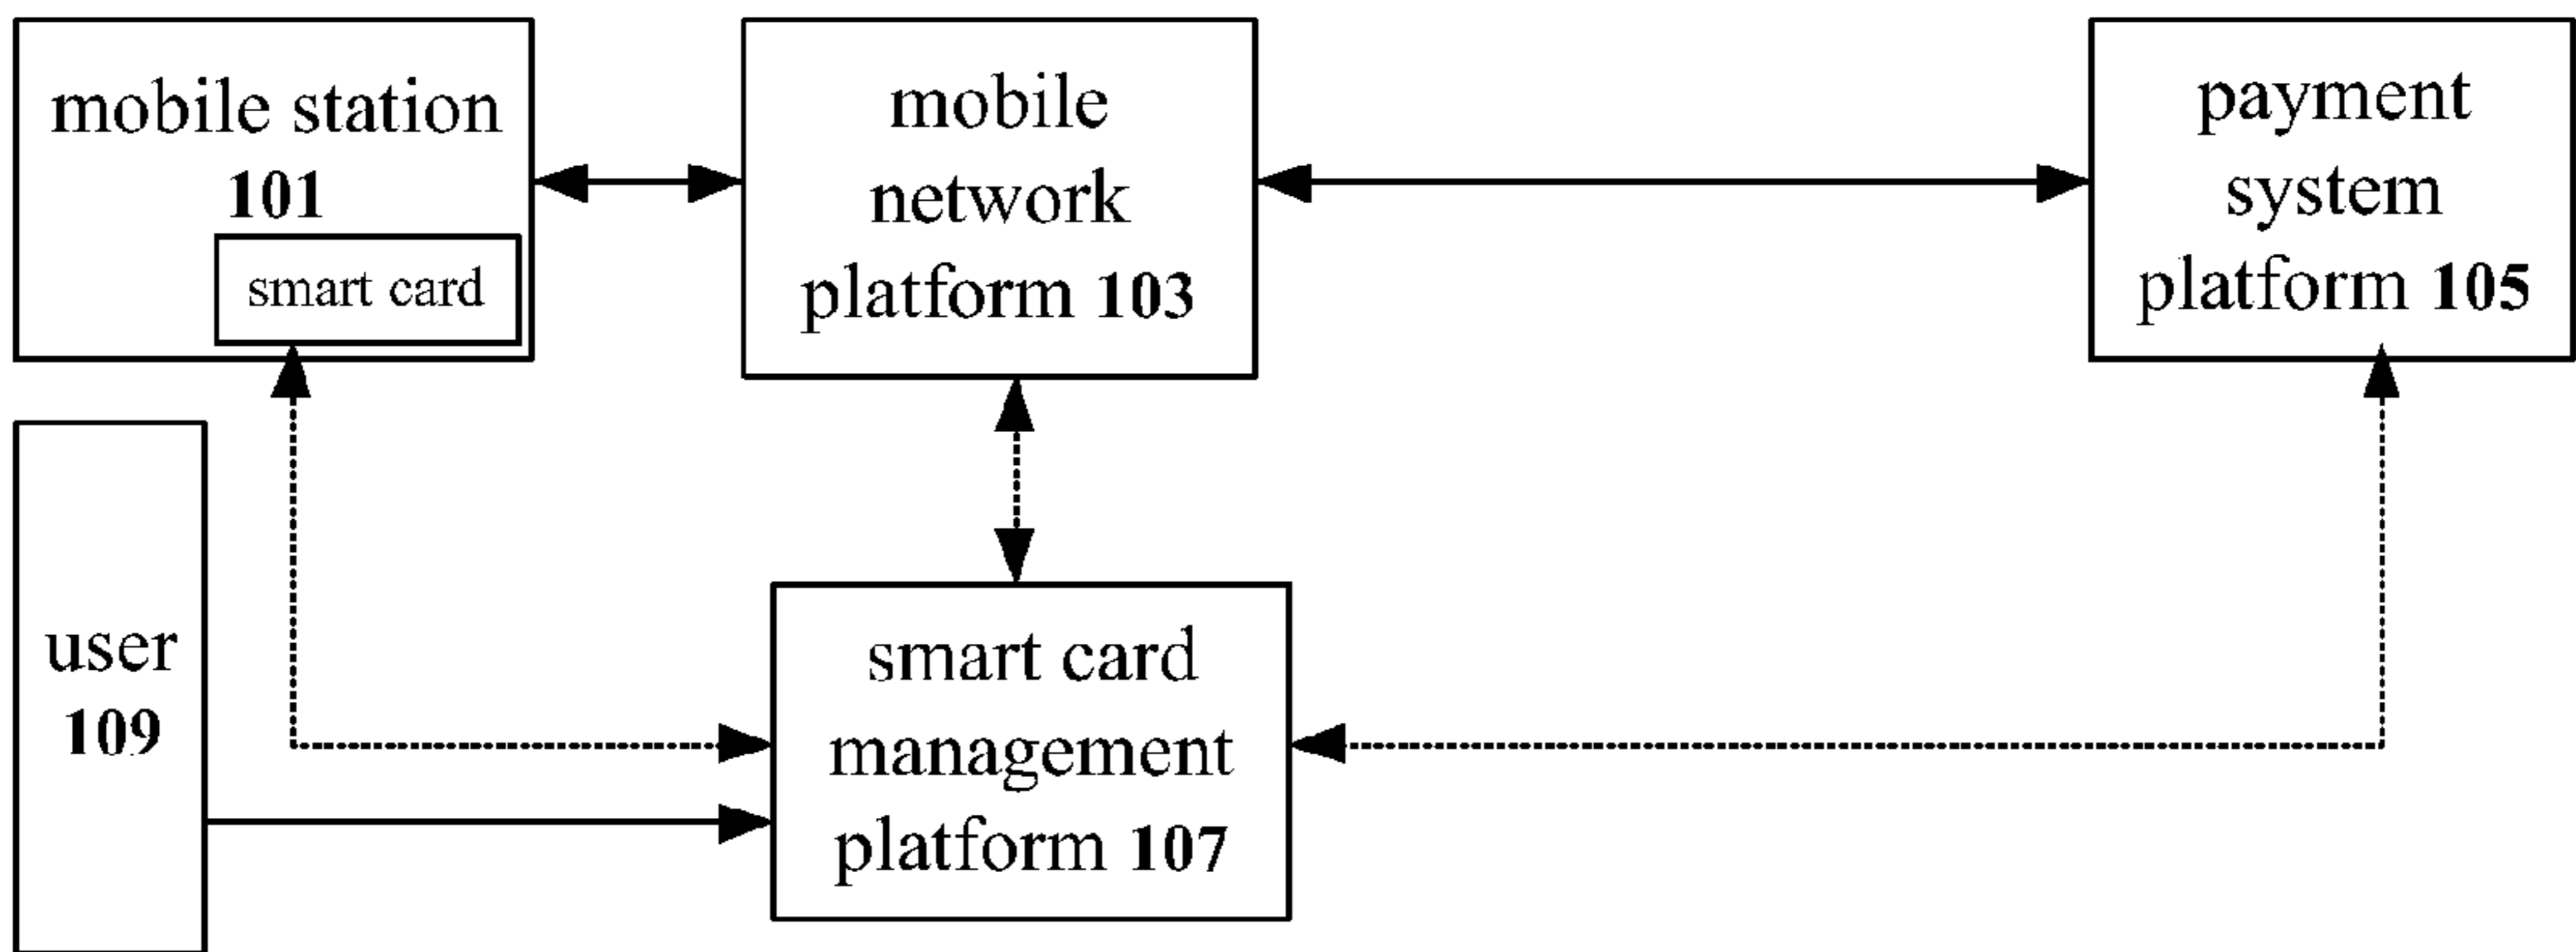 mobile station
101
smart card
mobile
network
platform 103
payment
system
platform 105
user
109
smart card
management
platform 107